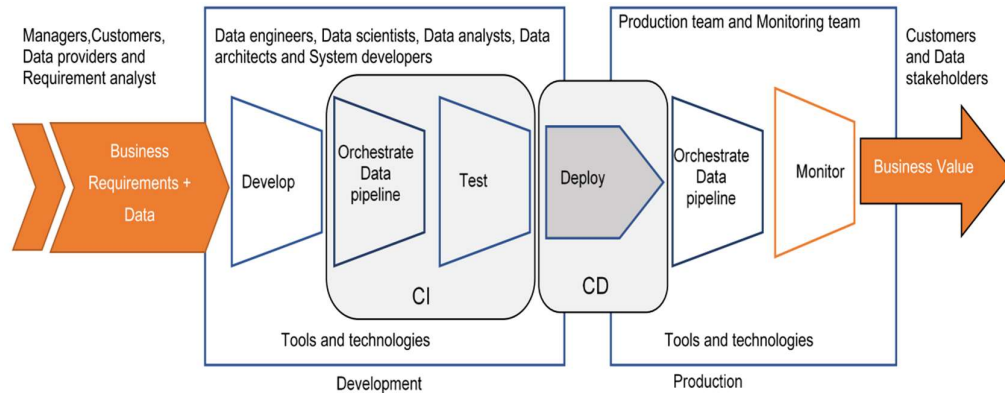 Managers,Customers,
Data providers and
Requirement analyst
Data engineers, Data scientists, Data analysts, Data
architects and System developers
Production team and Monitoring team
Customers
and Data
stakeholders
Business
Requirements +
Data
Develop
Orchestrate
Data
pipeline
Test
Deploy
Orchestrate
Data
pipeline
Monitor
Business Value
CI
CD
Tools and technologies
Tools and technologies
Development
Production